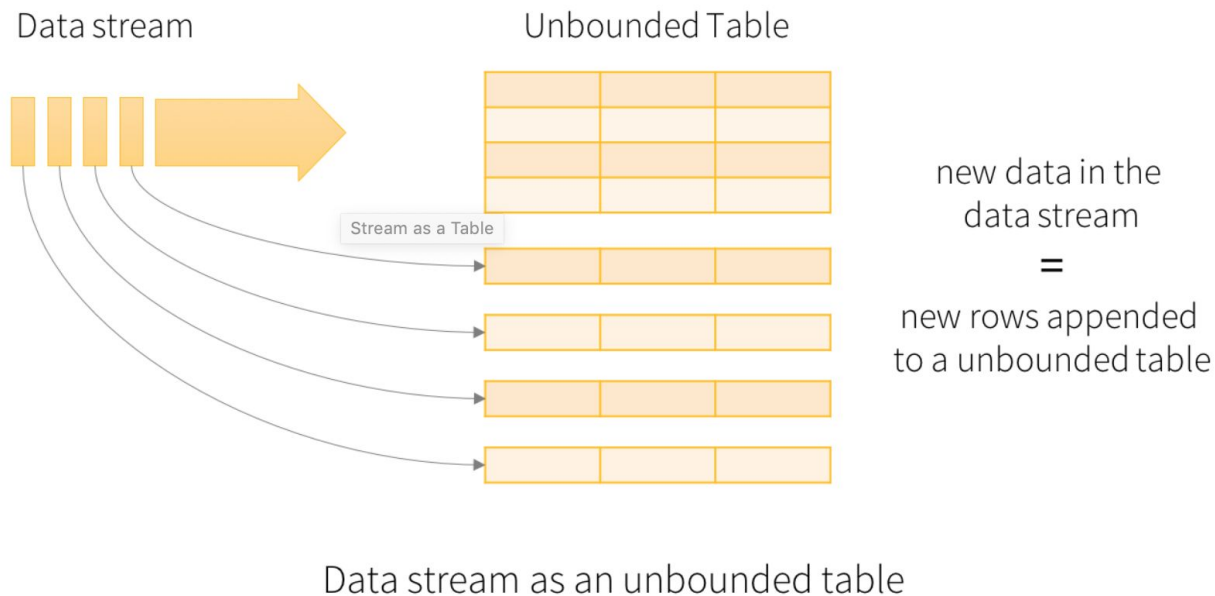 Data stream
Unbounded Table
Stream as a Table
new data in the
data stream
=
new rows appended
to a unbounded table
Data stream as an unbounded table